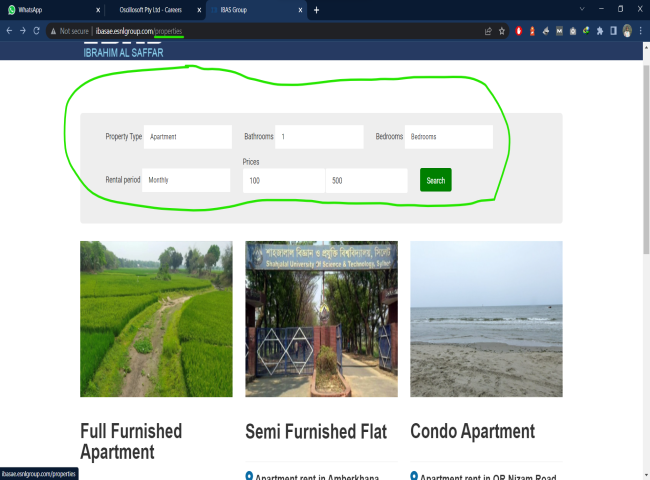 WhatsApp
Oscillosoft Pty Ltd - Careers
IBAS Group
Not secure | ibasae.esnlgroup.com/properties
IBRAHIM AL SAFFAR
Property Type Apartment Bathrooms 1 Bedrooms Bedrooms
Prices
Rental period Monthly 100 500 Search
শাহজালাল বিজ্ঞান ও প্রযুক্তি বিশ্ববিদ্যালয়, সিলেট
Shahjalal University Of Science & Technology, Sylhet
Full Furnished
Apartment
Semi Furnished Flat
Condo Apartment
Apartment rent in Amberkhana,
Apartment rent in OR Nizam Road
ibasae.esnlgroup.com/properties